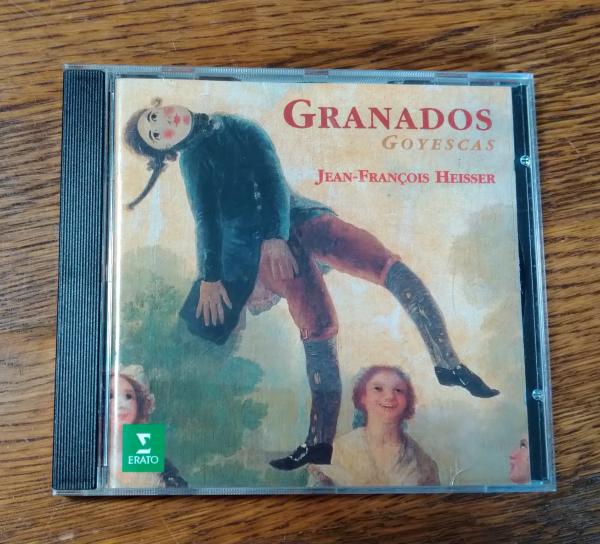 GRANADOS
GOYESCAS
JEAN-FRANÇOIS HEISSER
ERATO